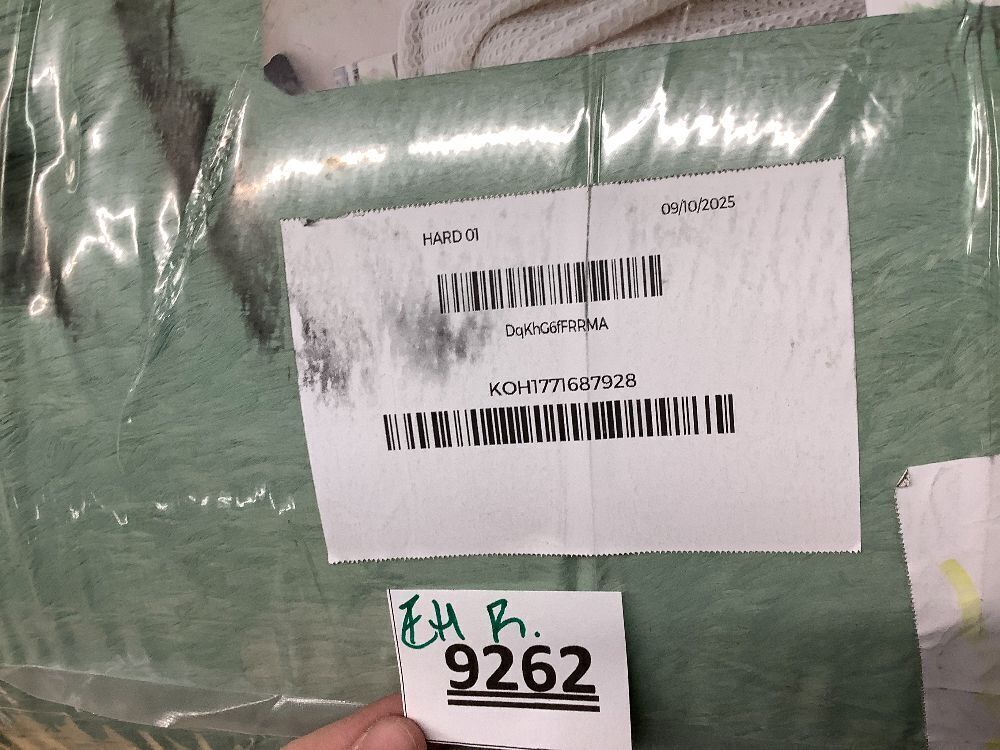 09/10/2025
HARD 01
DqKhG6fFRRMA
KOH1771687928
EH R.
9262